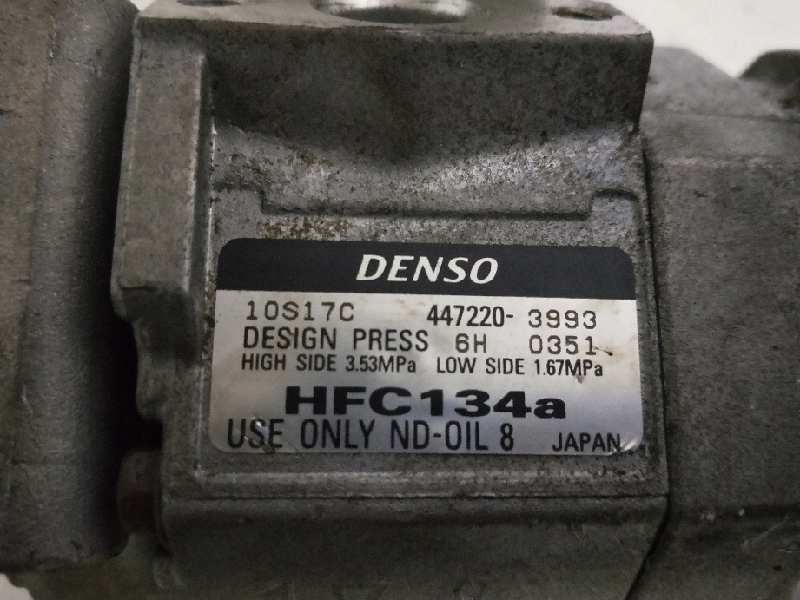 DENSO
10S17C 447220- 3993
DESIGN PRESS 6H 0351
HIGH SIDE 3.53MPa LOW SIDE 1.67MPa
HFC134a
USE ONLY ND-OIL 8 JAPAN